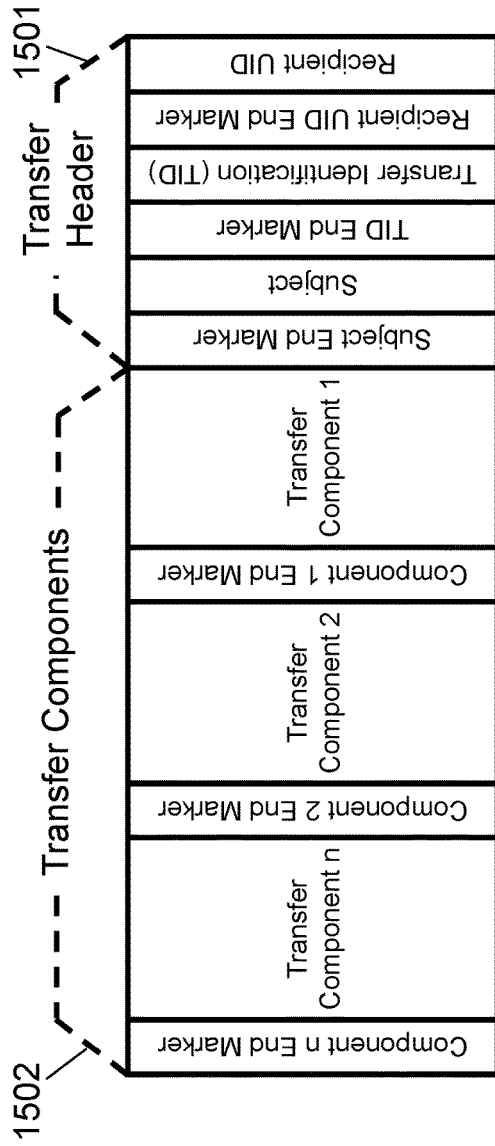 1502
Transfer Components
Transfer
Header
1501
Component n End Marker
Transfer
Component n
Component 2 End Marker
Transfer
Component 2
Component 1 End Marker
Transfer
Component 1
Subject End Marker
Subject
TID End Marker
Transfer Identification (TID)
Recipient UID End Marker
Recipient UID